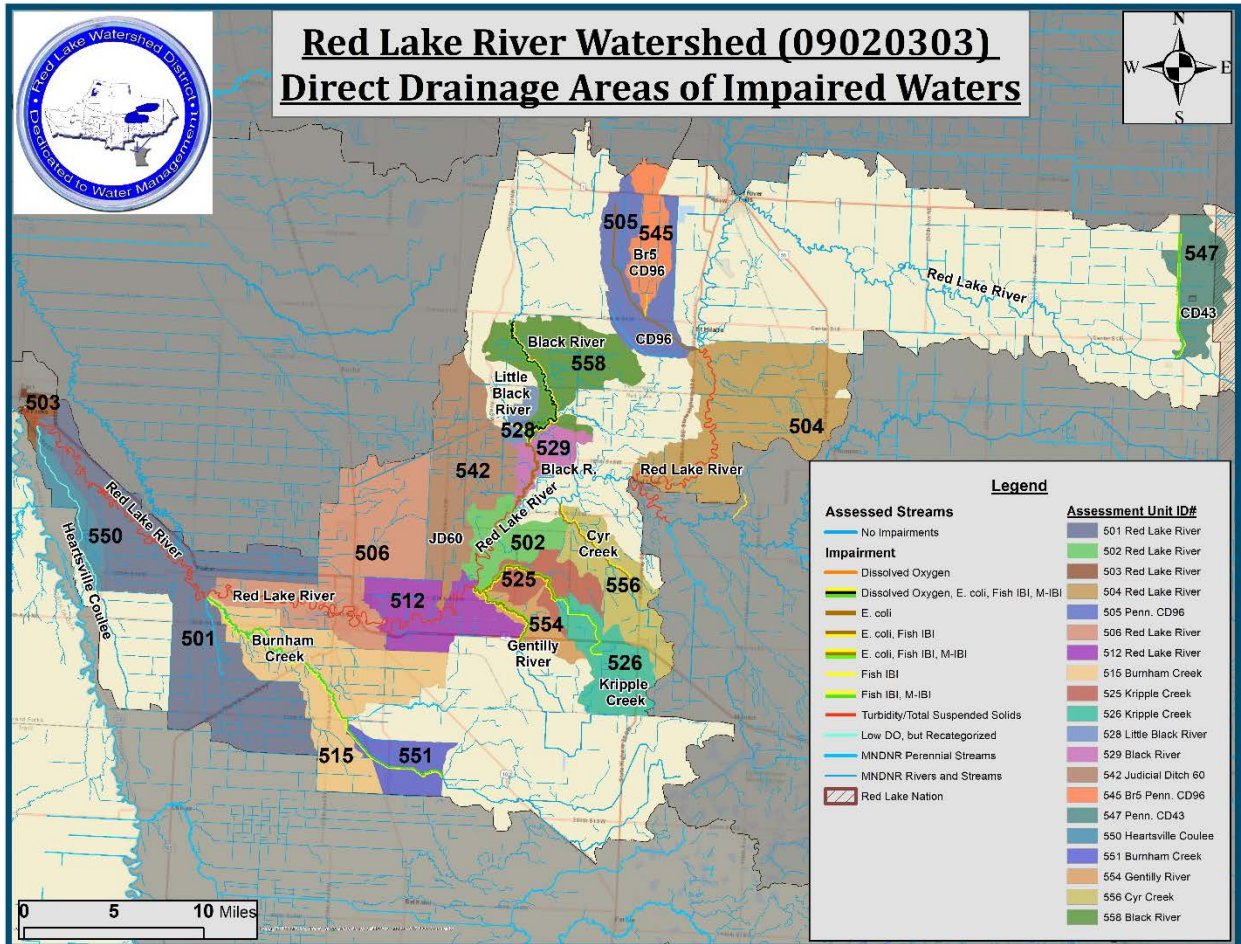 Red Lake River Watershed (09020303)
Direct Drainage Areas of Impaired Waters
Red Lake Watershed District
Dedicated to Water Management
N
W
E
S
505
545
Br5
CD96
CD96
547
CD43
Red Lake River
Black River
558
Little
Black
River
528
529
Black R.
504
Red Lake River
503
542
JD60
Red Lake River
502
Cyr
Creek
506
525
556
550
Red Lake River
Heartsville Coulee
Red Lake River
512
554
Gentilly
River
501
Burnham
Creek
526
Kripple
Creek
515
551
0 5 10 Miles
Legend
Assessed Streams
No Impairments
Impairment
Dissolved Oxygen
Dissolved Oxygen, E. coli, Fish IBI, M-IBI
E. coli
E. coli, Fish IBI
E. coli, Fish IBI, M-IBI
Fish IBI
Fish IBI, M-IBI
Turbidity/Total Suspended Solids
Low DO, but Recategorized
MNDNR Perennial Streams
MNDNR Rivers and Streams
Red Lake Nation
Assessment Unit ID#
501 Red Lake River
502 Red Lake River
503 Red Lake River
504 Red Lake River
505 Penn. CD96
506 Red Lake River
512 Red Lake River
515 Burnham Creek
525 Kripple Creek
526 Kripple Creek
528 Little Black River
529 Black River
542 Judicial Ditch 60
545 Br5 Penn. CD96
547 Penn. CD43
550 Heartsville Coulee
551 Burnham Creek
554 Gentilly River
556 Cyr Creek
558 Black River